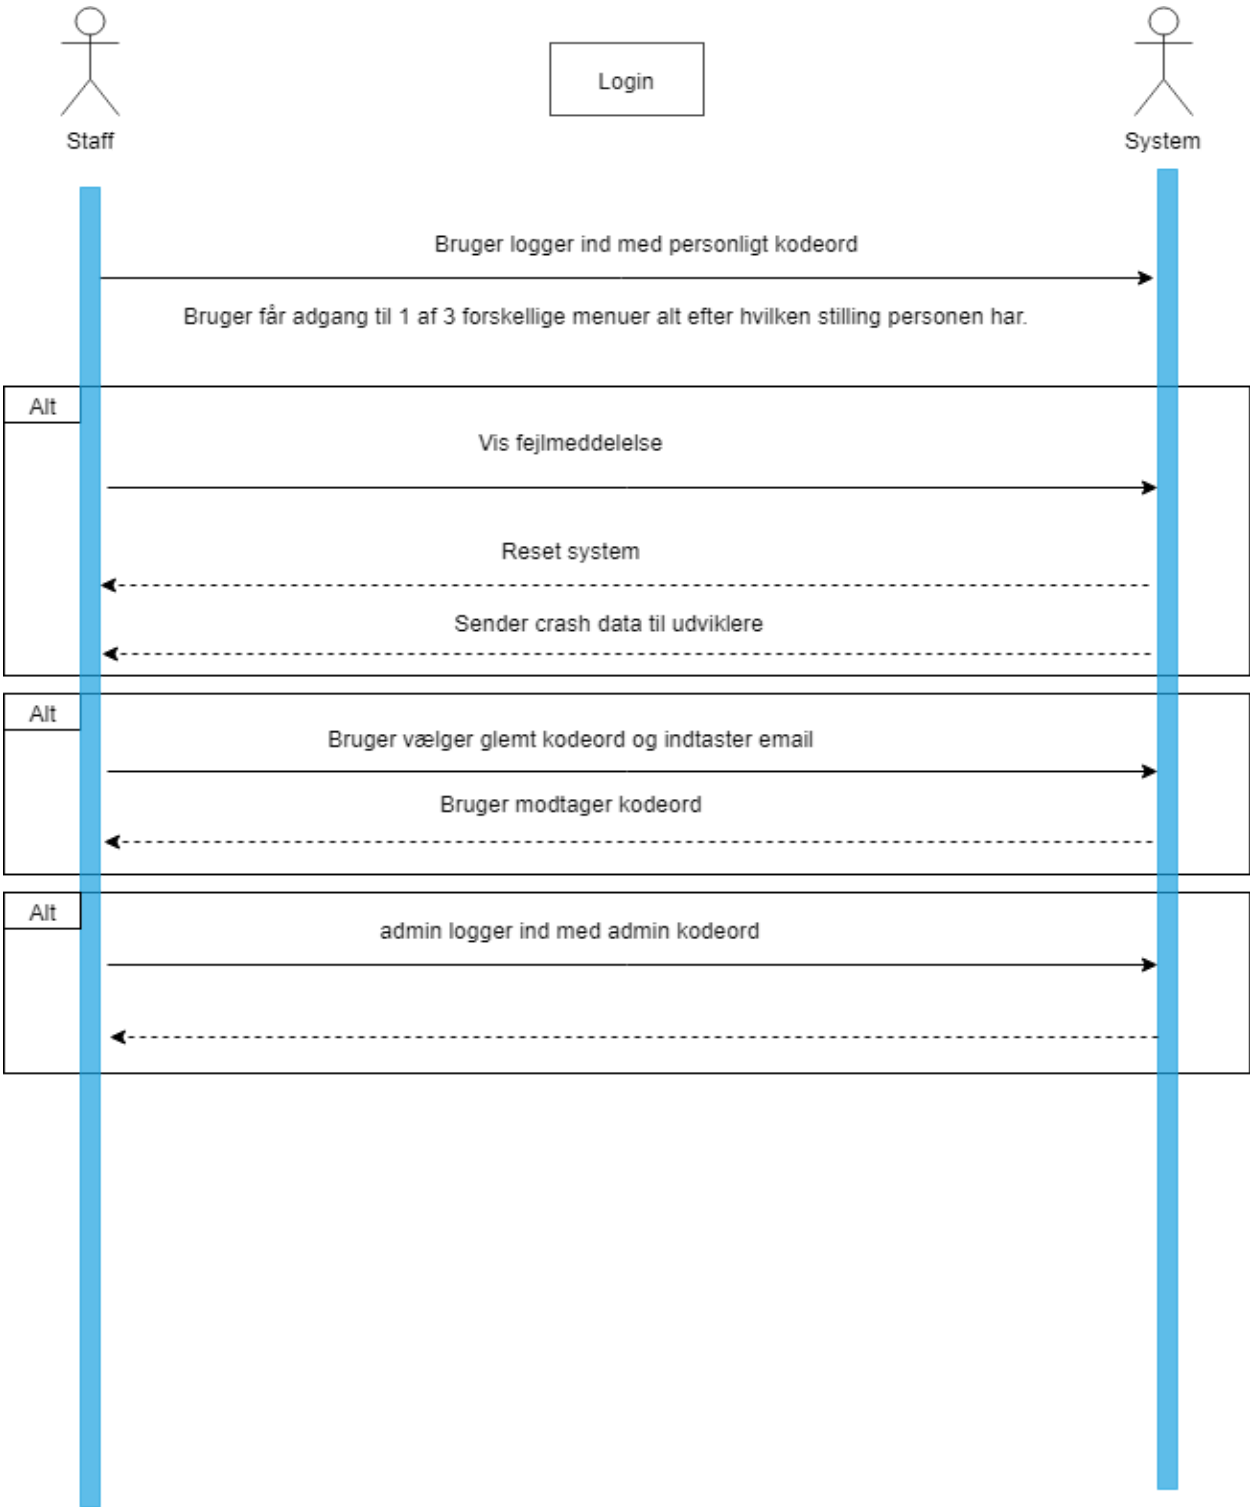 Login
Staff
System
Bruger logger ind med personligt kodeord
Bruger får adgang til 1 af 3 forskellige menuer alt efter hvilken stilling personen har.
Alt
Vis fejlmeddelelse
Reset system
Sender crash data til udviklere
Alt
Bruger vælger glemt kodeord og indtaster email
Bruger modtager kodeord
Alt
admin logger ind med admin kodeord